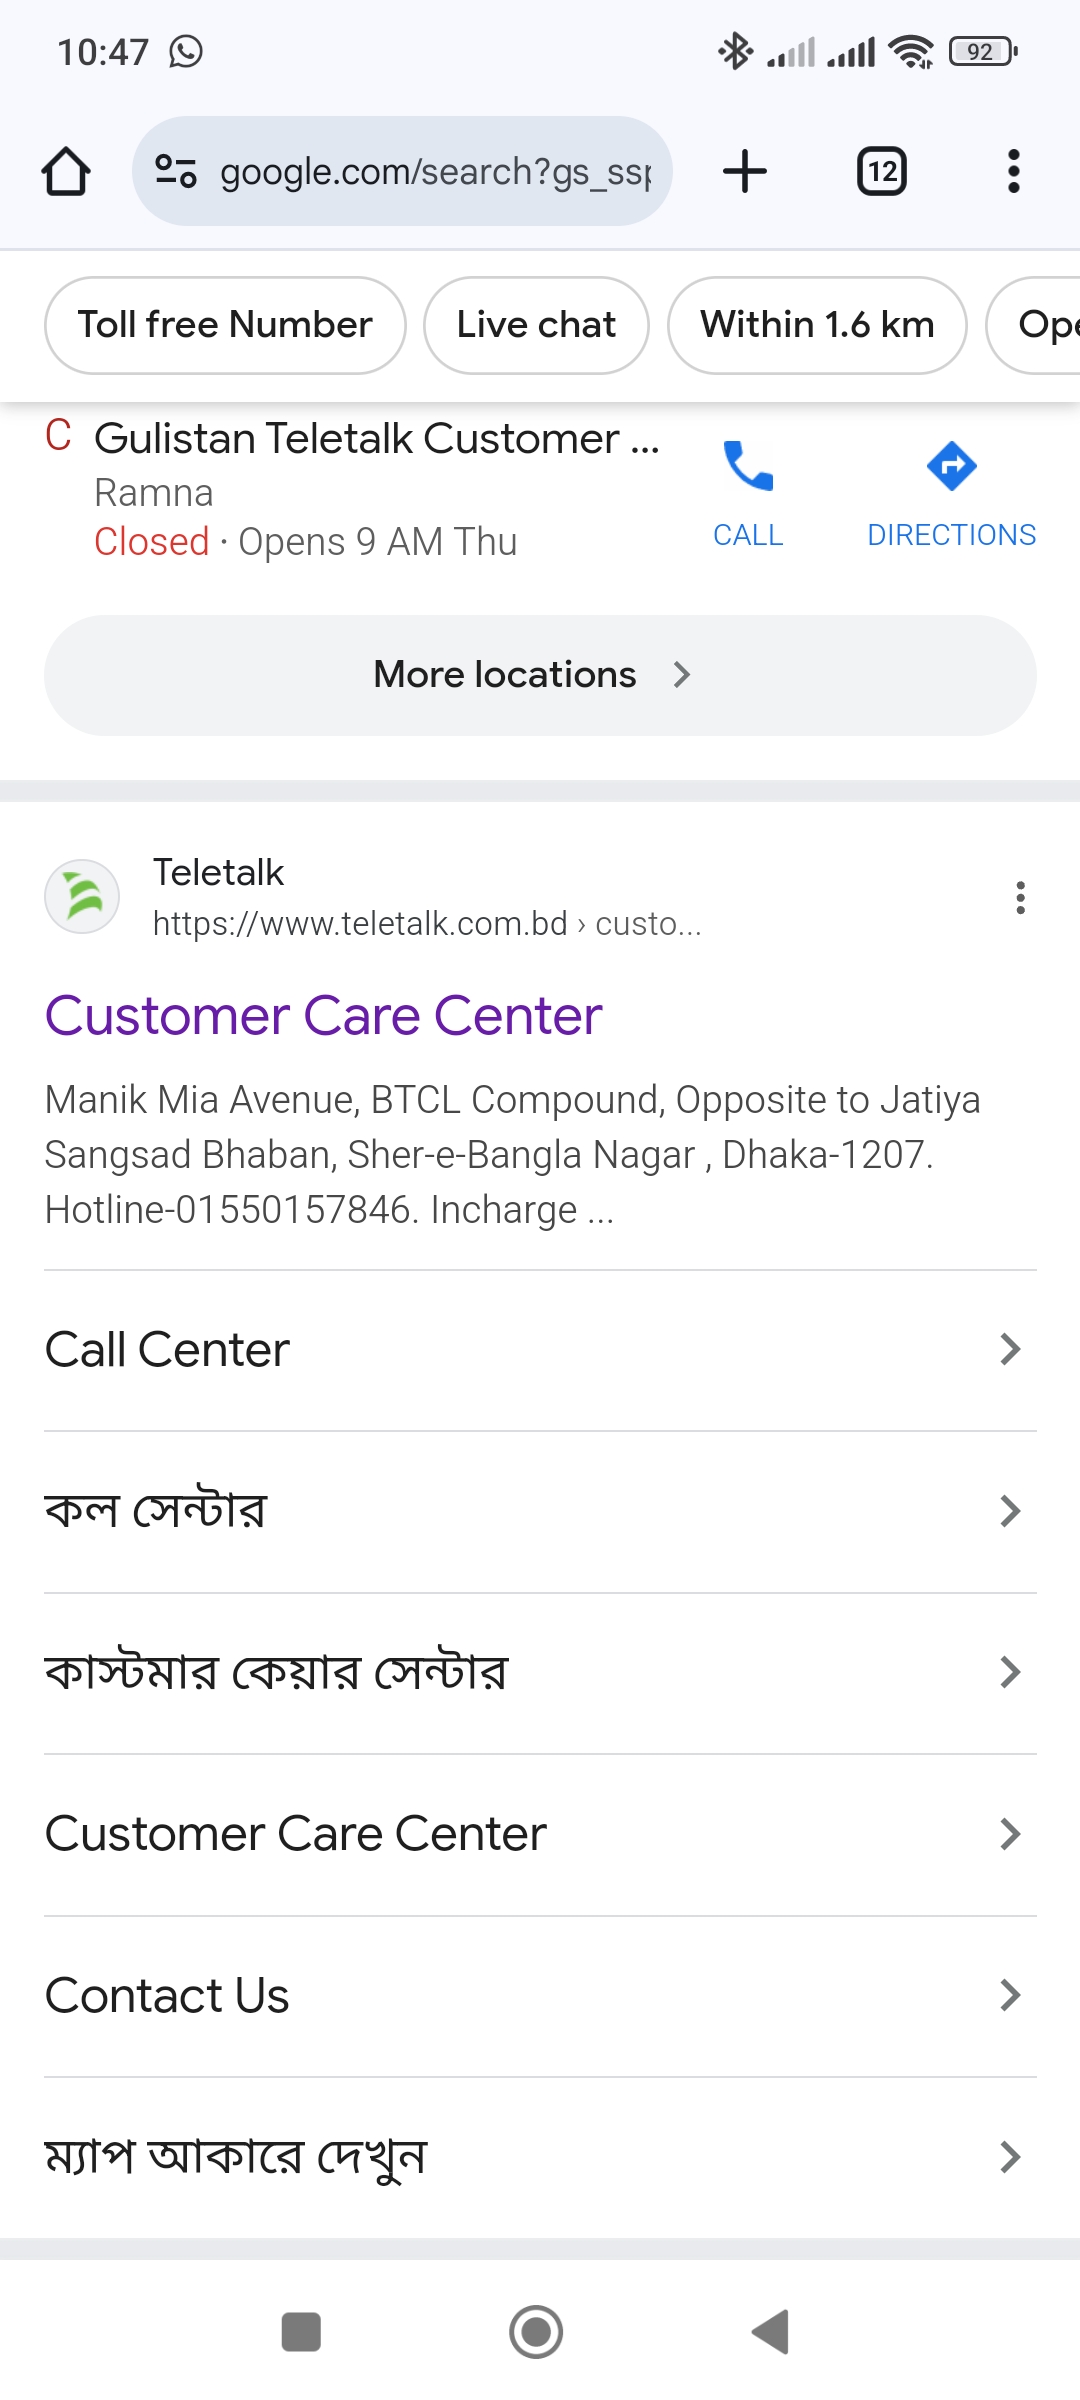 10:47
92
google.com/search?gs_ssp
12
Toll free Number
Live chat
Within 1.6 km
Ope
C Gulistan Teletalk Customer ...
Ramna
Closed · Opens 9 AM Thu
CALL
DIRECTIONS
More locations
Teletalk
https://www.teletalk.com.bd › custo...
Customer Care Center
Manik Mia Avenue, BTCL Compound, Opposite to Jatiya
Sangsad Bhaban, Sher-e-Bangla Nagar , Dhaka-1207.
Hotline-01550157846. Incharge ...
Call Center
কল সেন্টার
কাস্টমার কেয়ার সেন্টার
Customer Care Center
Contact Us
ম্যাপ আকারে দেখুন